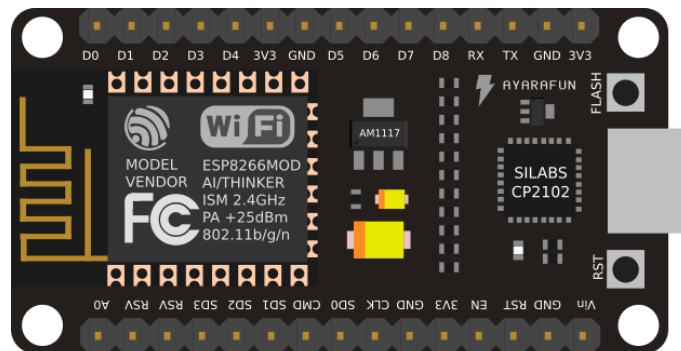 D0 D1 D2 D3 D4 3V3 GND D5 D6 D7 D8 RX TX GND 3V3
AYARAFUN
FLASH
WiFi
AM1117
MODEL
VENDOR
ESP8266MOD
AI/THINKER
ISM 2.4GHz
PA +25dBm
802.11b/g/n
FC
SILABS
CP2102
RST
A0 RSV RSV SD3 SD2 SD1 CMD SD0 CLK GND 3V3 EN RST GND Vin